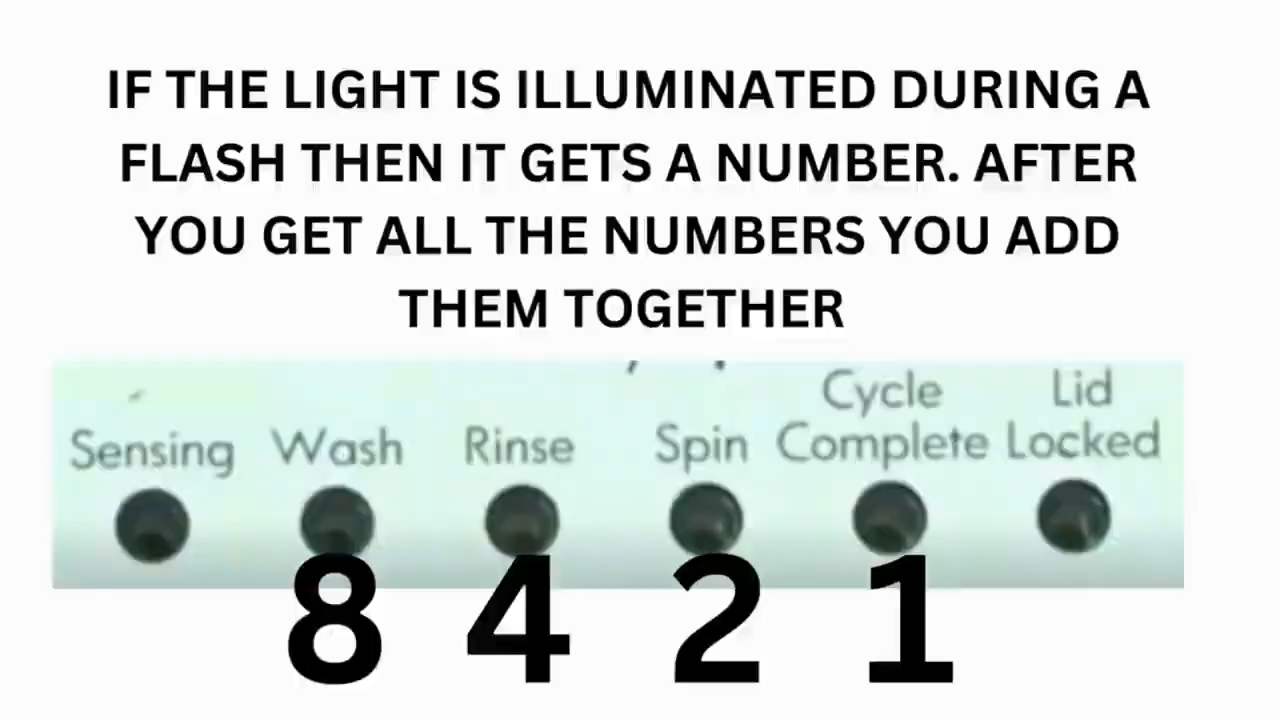 IF THE LIGHT IS ILLUMINATED DURING A
FLASH THEN IT GETS A NUMBER. AFTER
YOU GET ALL THE NUMBERS YOU ADD
THEM TOGETHER
Cycle Lid
Sensing Wash Rinse Spin Complete Locked
8 4 2 1